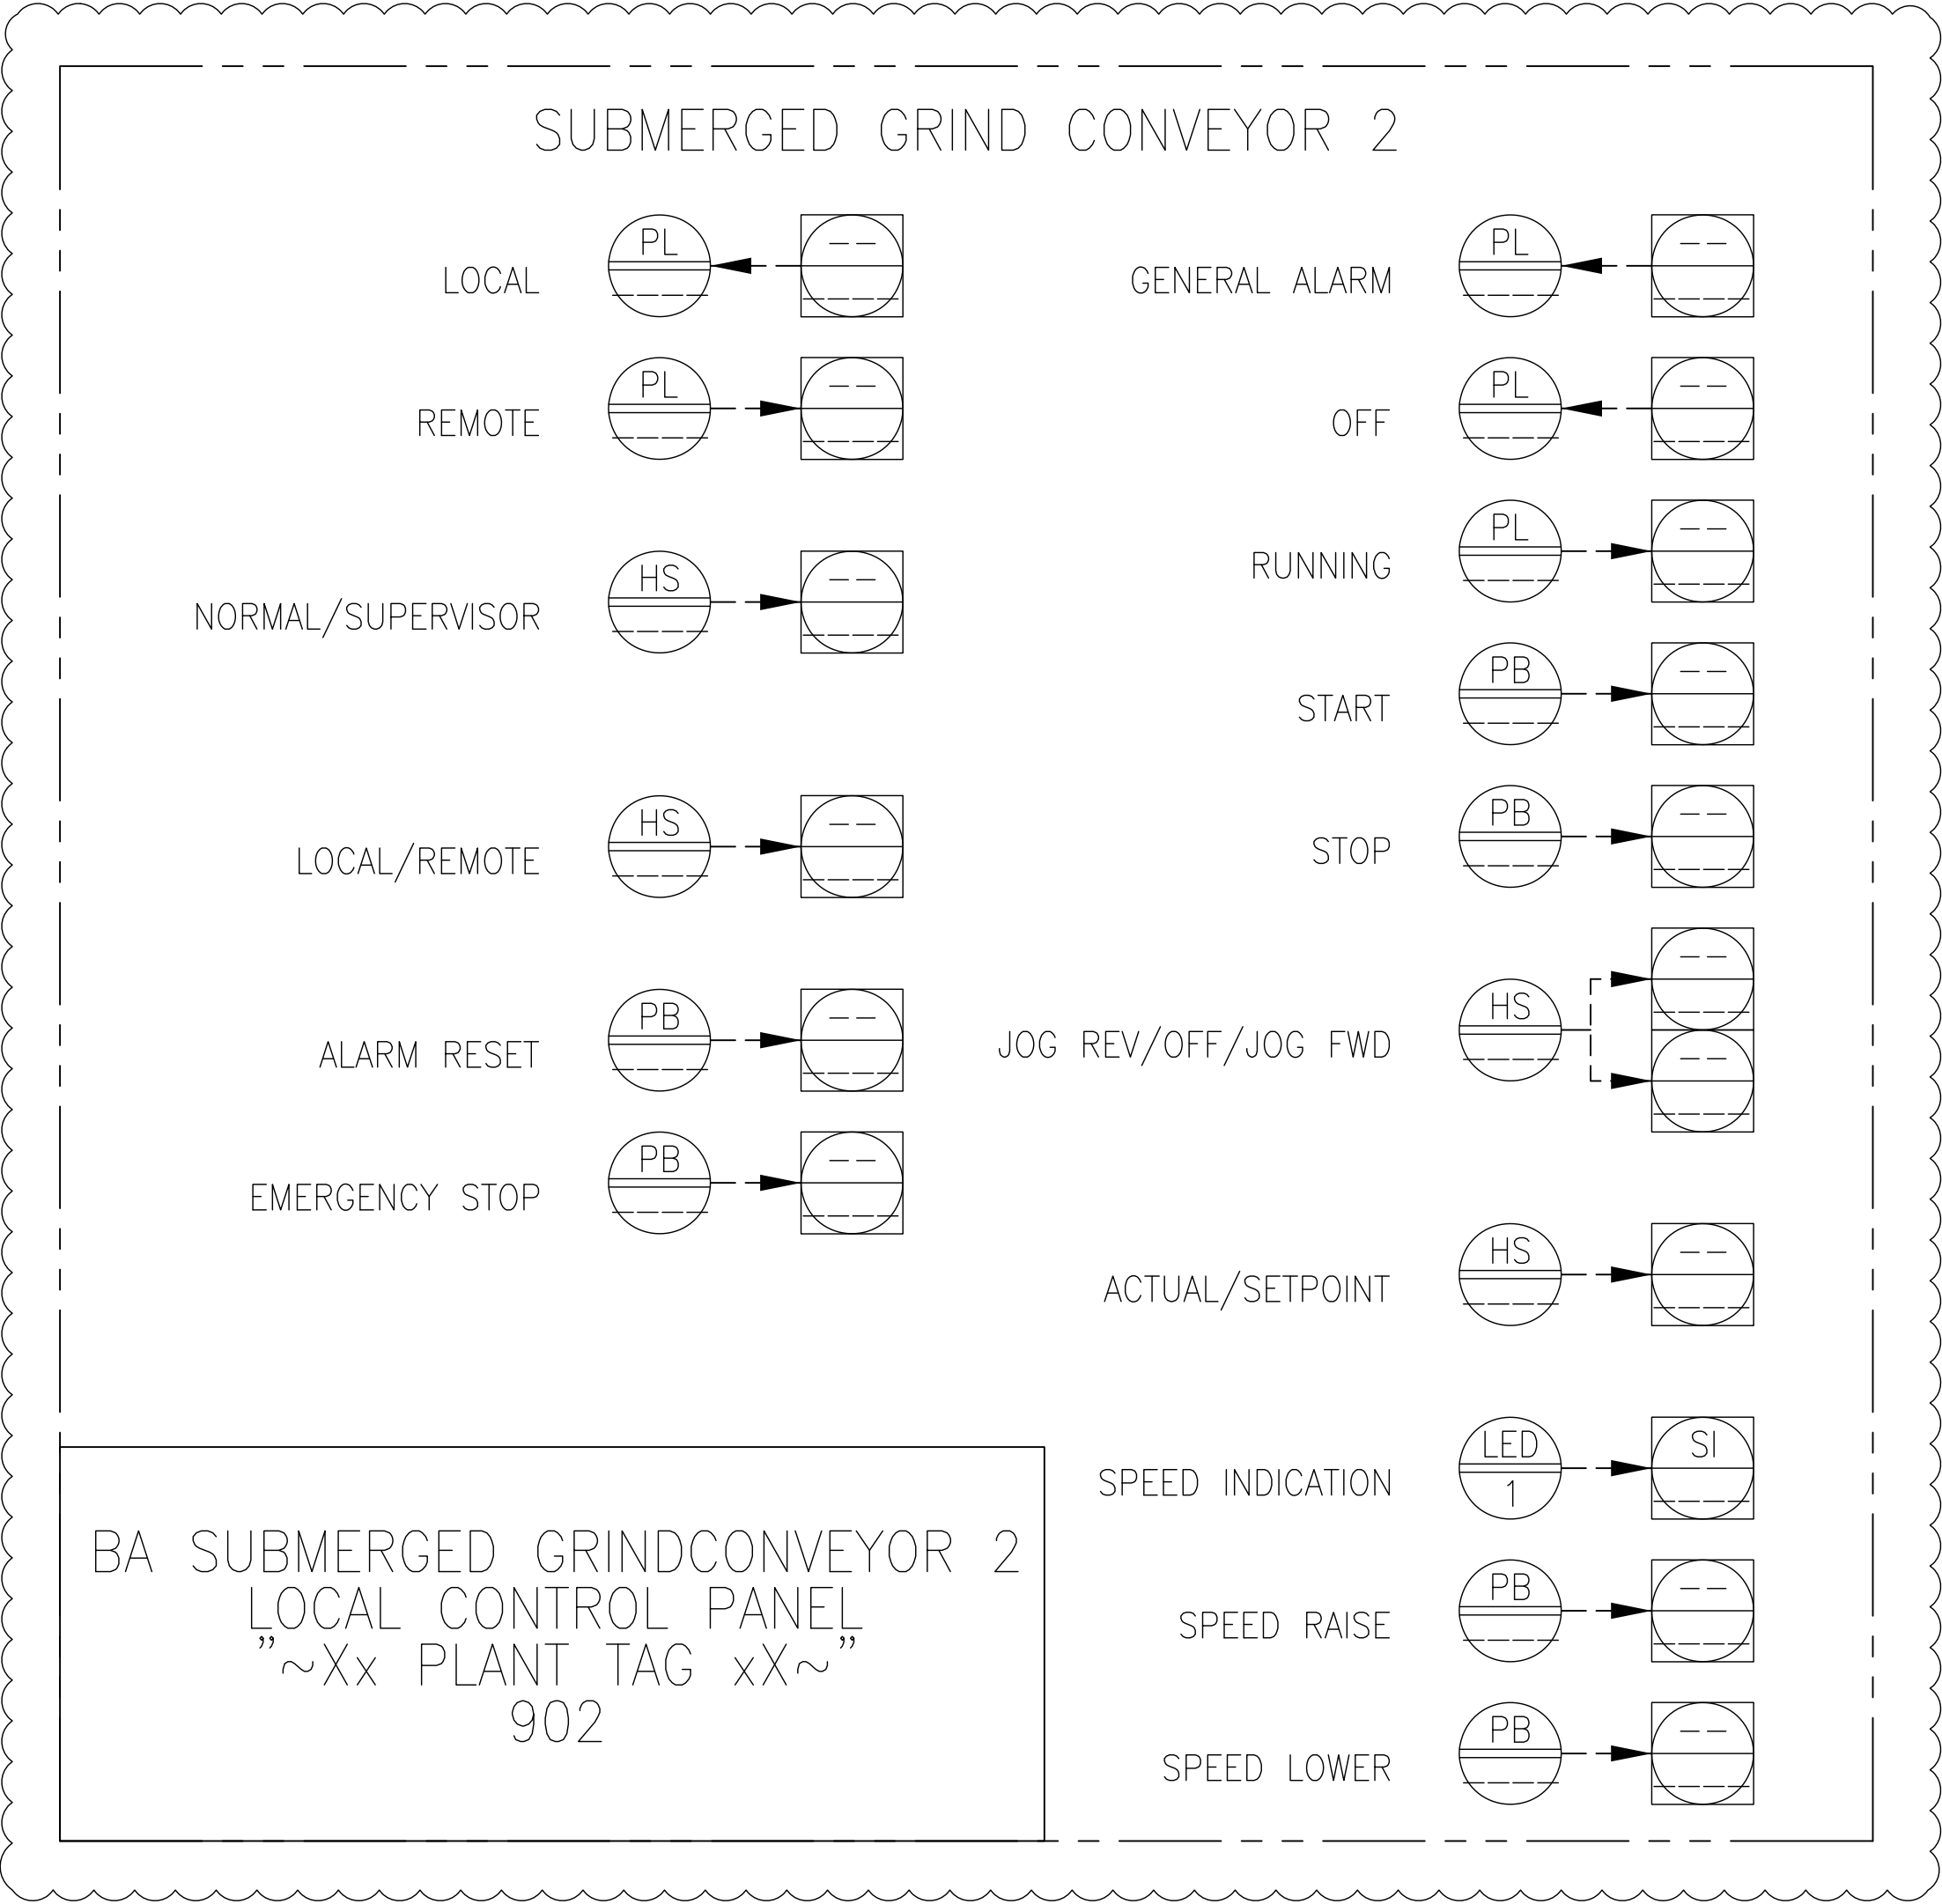 SUBMERGED GRIND CONVEYOR 2
LOCAL PL -- ----
REMOTE PL -- ----
NORMAL/SUPERVISOR HS -- ----
LOCAL/REMOTE HS -- ----
ALARM RESET PB -- ----
EMERGENCY STOP PB -- ----
GENERAL ALARM PL -- ----
OFF PL -- ----
RUNNING PL -- ----
START PB -- ----
STOP PB -- ----
JOG REV/OFF/JOG FWD HS -- ----
ACTUAL/SETPOINT HS -- ----
SPEED INDICATION LED 1 SI ----
SPEED RAISE PB -- ----
SPEED LOWER PB -- ----
BA SUBMERGED GRINDCONVEYOR 2
LOCAL CONTROL PANEL
"~Xx PLANT TAG xX~"
902